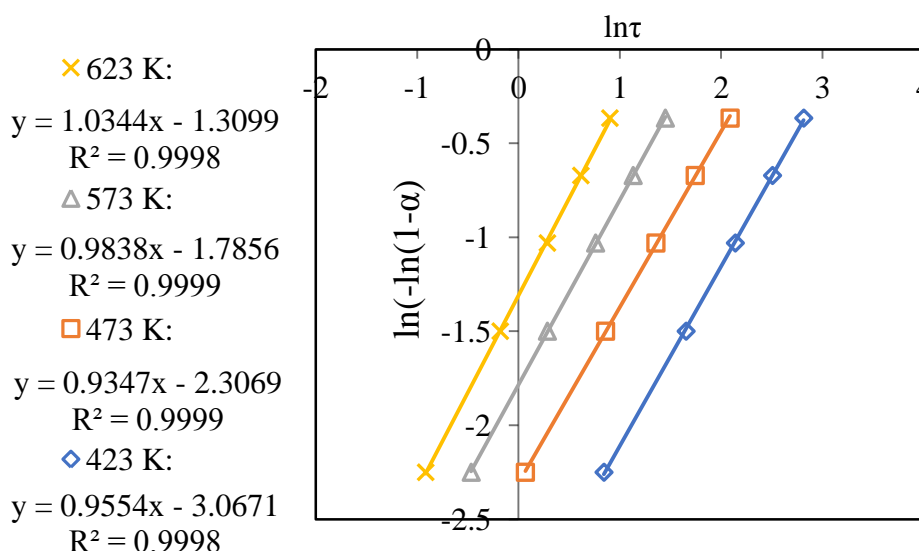 623 K:
y = 1.0344x - 1.3099
R² = 0.9998
573 K:
y = 0.9838x - 1.7856
R² = 0.9999
473 K:
y = 0.9347x - 2.3069
R² = 0.9999
423 K:
y = 0.9554x - 3.0671
R² = 0.9998
lnτ
0
-2 -1 0 1 2 3 4
-0.5
-1
-1.5
-2
-2.5
ln(-ln(1-α)